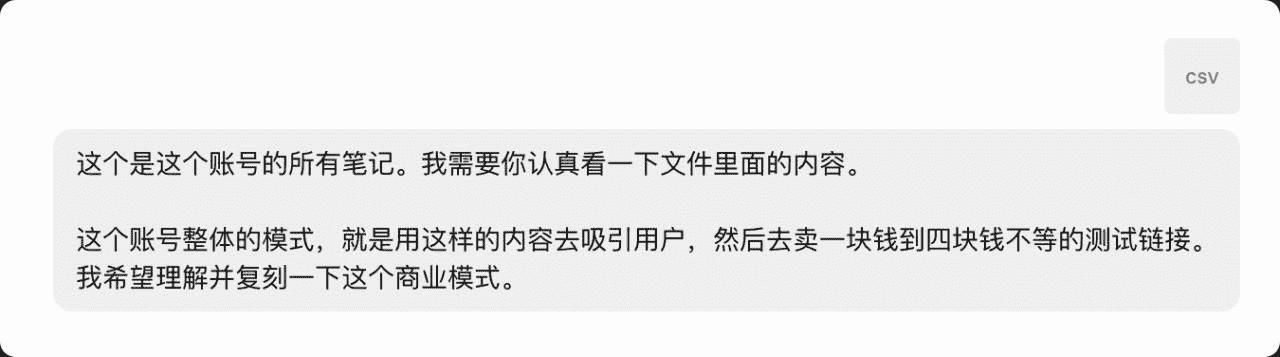 CSV
这个是这个账号的所有笔记。我需要你认真看一下文件里面的内容。
这个账号整体的模式，就是用这样的内容去吸引用户，然后去卖一块钱到四块钱不等的测试链接。
我希望理解并复刻一下这个商业模式。